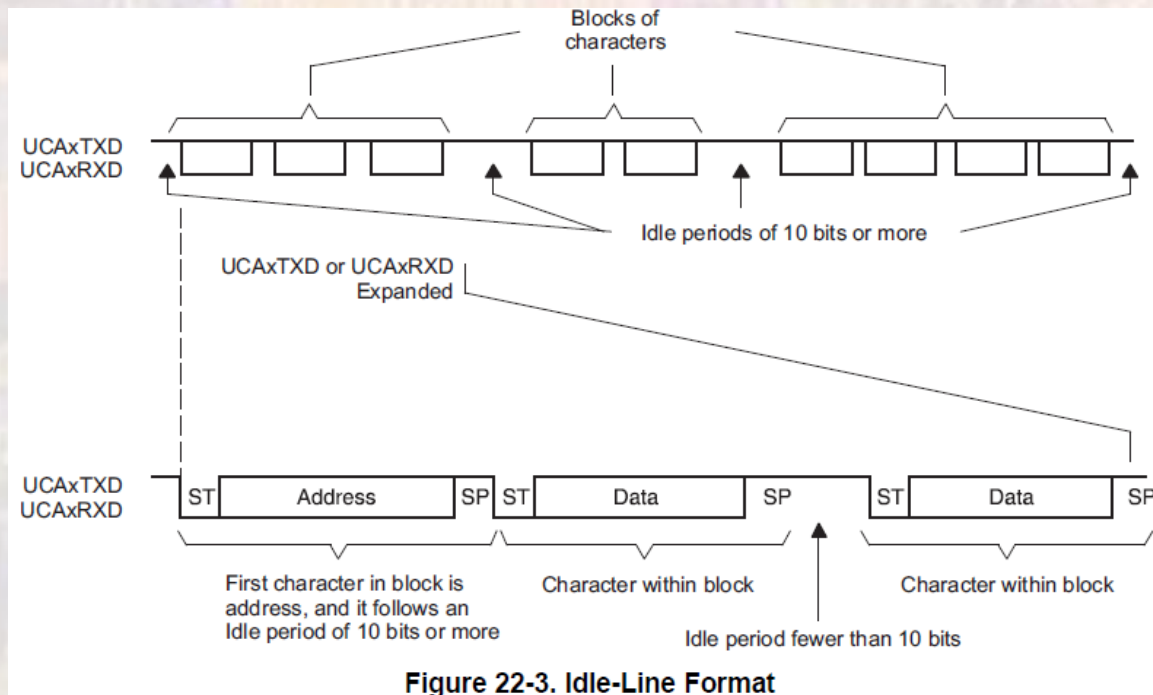 Blocks of
characters
UCAxTXD
UCAxRXD
Idle periods of 10 bits or more
UCAxTXD or UCAxRXD
Expanded
UCAxTXD
UCAxRXD
ST Address SP ST Data SP ST Data SP
First character in block is
address, and it follows an
Idle period of 10 bits or more
Character within block
Character within block
Idle period fewer than 10 bits
Figure 22-3. Idle-Line Format